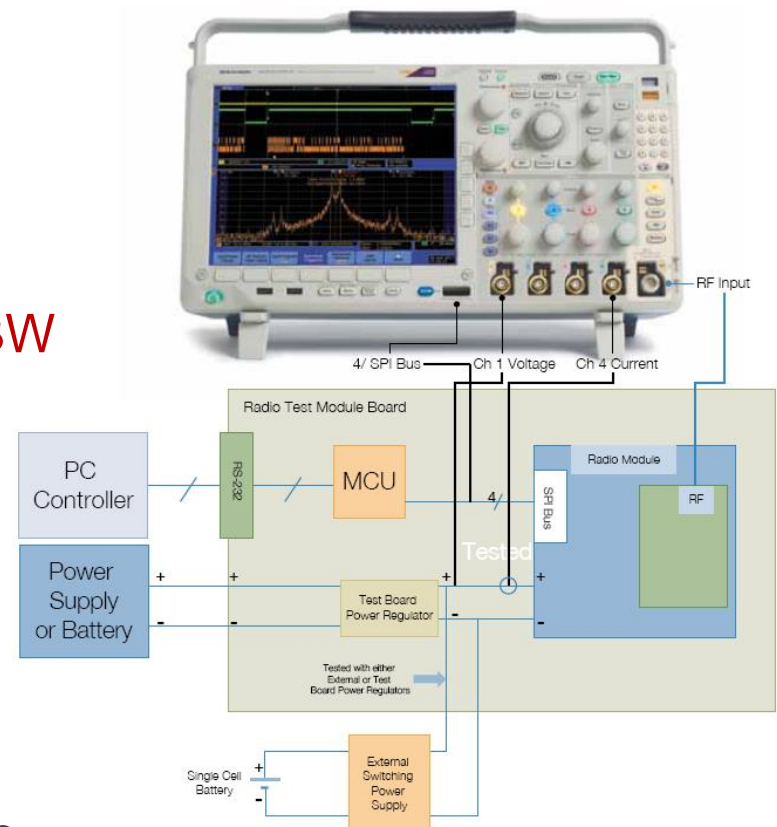 BW
RF Input
4/ SPI Bus
Ch 1 Voltage
Ch 4 Current
Radio Test Module Board
PC
Controller
RS-232
MCU
4
SPI Bus
Radio Module
RF
Tested
Power
Supply
or Battery
+
-
+
-
Test Board
Power Regulator
+
-
+
-
Tested with either
External or Test
Board Power Regulators
Single Cell
Battery
+
-
External
Switching
Power
Supply